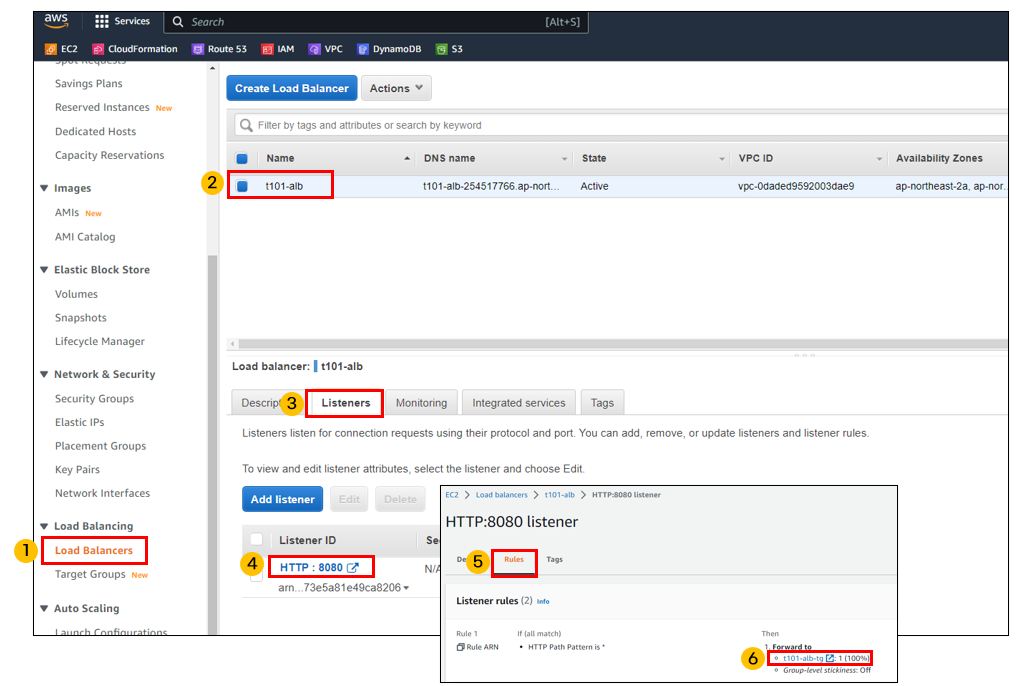 aws
Services
Search [Alt+S]
EC2 CloudFormation Route 53 IAM VPC DynamoDB S3
Spot Requests
Savings Plans
Reserved Instances New
Dedicated Hosts
Capacity Reservations
Images
AMIs New
AMI Catalog
Elastic Block Store
Volumes
Snapshots
Lifecycle Manager
Network & Security
Security Groups
Elastic IPs
Placement Groups
Key Pairs
Network Interfaces
Load Balancing
1 Load Balancers
Target Groups New
Auto Scaling
Launch Configurations
Create Load Balancer Actions
Filter by tags and attributes or search by keyword
Name DNS name State VPC ID Availability Zones
2 t101-alb t101-alb-254517766.ap-nort... Active vpc-0daded9592003dae9 ap-northeast-2a, ap-nor...
Load balancer: t101-alb
Descript 3 Listeners Monitoring Integrated services Tags
Listeners listen for connection requests using their protocol and port. You can add, remove, or update listeners and listener rules.
To view and edit listener attributes, select the listener and choose Edit.
Add listener Edit Delete
Listener ID Se
4 HTTP : 8080 N/A
arn...73e5a81e49ca8206
EC2 > Load balancers > t101-alb > HTTP:8080 listener
HTTP:8080 listener
De 5 Rules Tags
Listener rules (2) Info
Rule 1 If (all match) Then
Rule ARN • HTTP Path Pattern is * 1. Forward to
6 t101-alb-tg : 1 (100%)
Group-level stickiness: Off